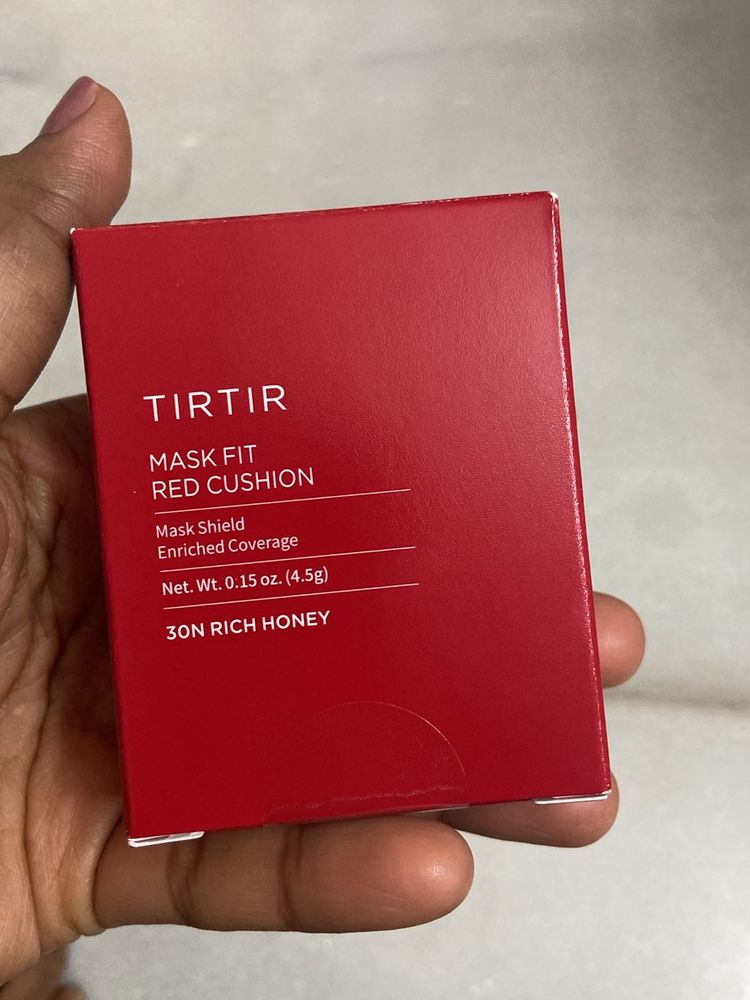 TIRTIR
MASK FIT
RED CUSHION
Mask Shield
Enriched Coverage
Net. Wt. 0.15 oz. (4.5g)
30N RICH HONEY